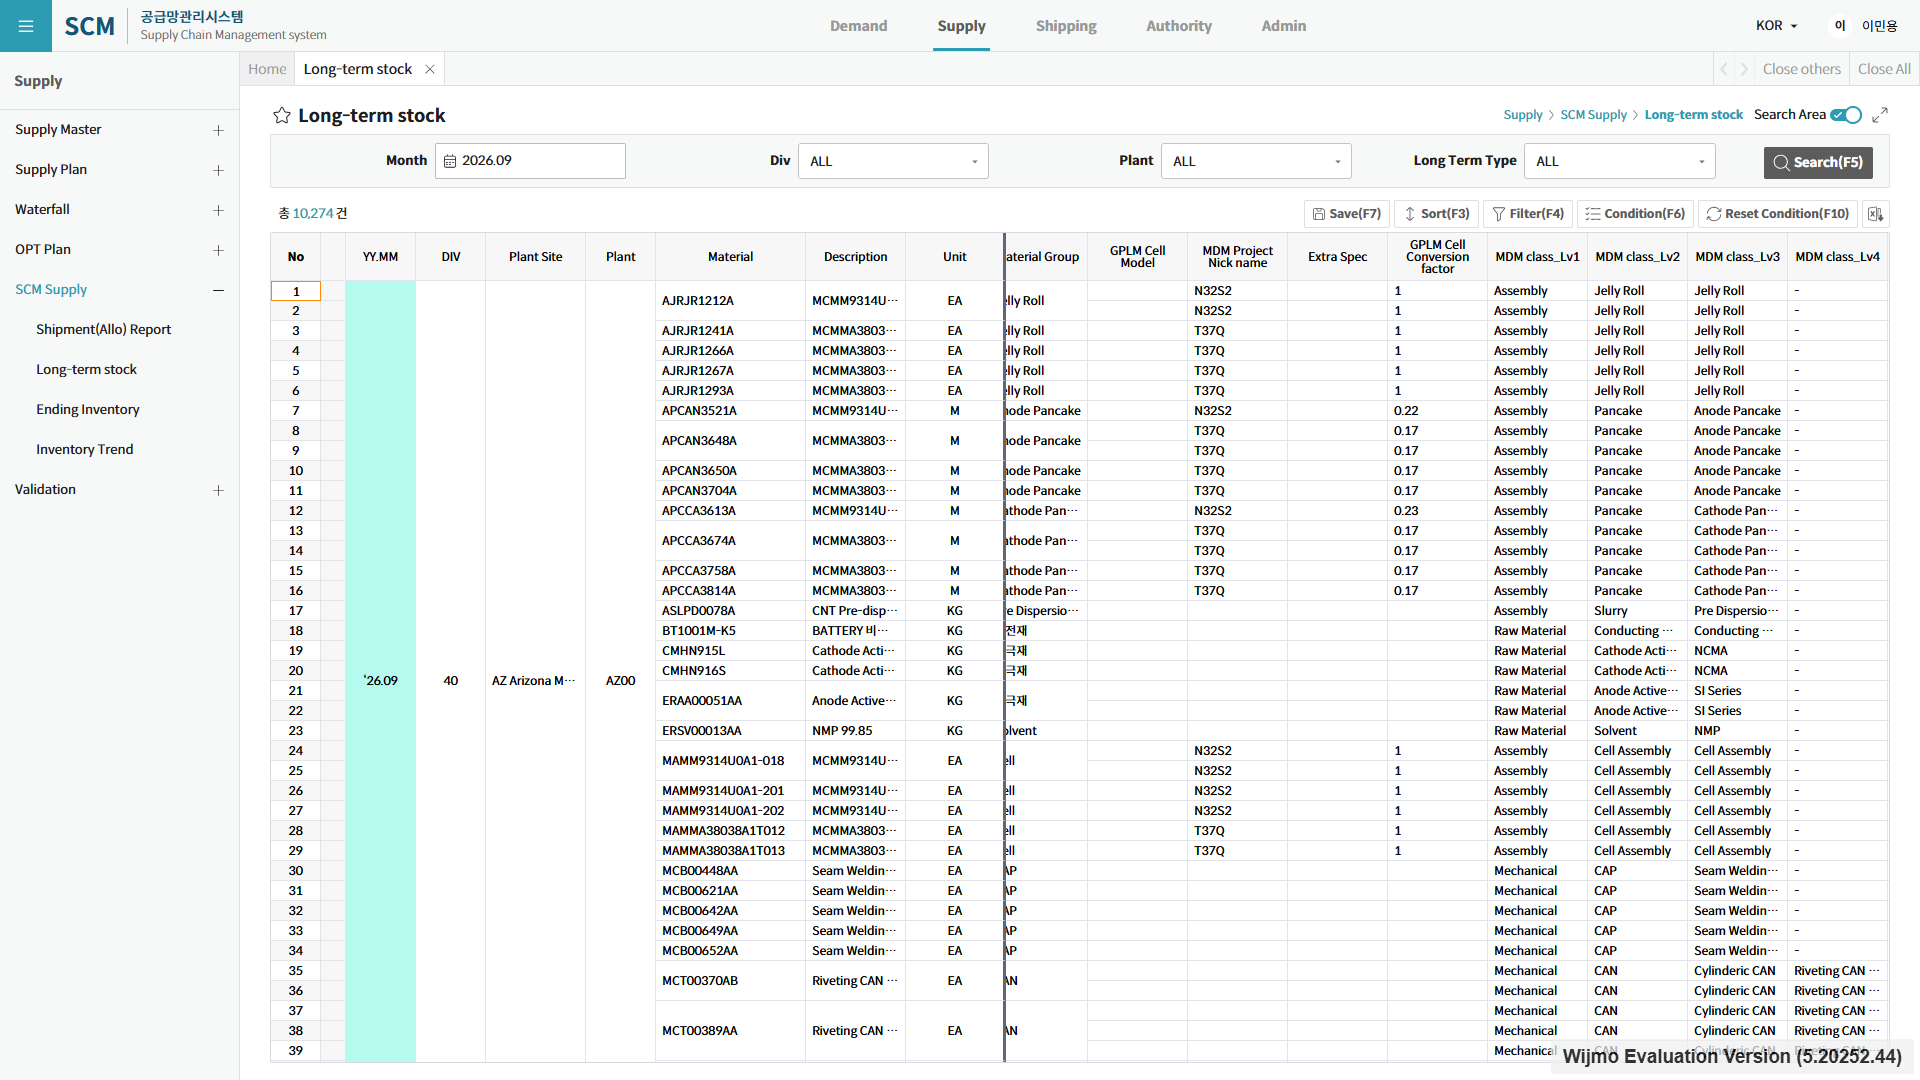 SCM 공급망관리시스템
Supply Chain Management system
Demand Supply Shipping Authority Admin
KOR 이 이민용
Supply
Home Long-term stock
Close others Close All
Supply Master
Supply Plan
Waterfall
OPT Plan
SCM Supply
Shipment(Allo) Report
Long-term stock
Ending Inventory
Inventory Trend
Validation
Long-term stock
Supply > SCM Supply > Long-term stock Search Area
Month 2026.09 Div ALL Plant ALL Long Term Type ALL Search(F5)
총 10,274 건
Save(F7) Sort(F3) Filter(F4) Condition(F6) Reset Condition(F10)
No YY.MM DIV Plant Site Plant Material Description Unit aterial Group GPLM Cell Model MDM Project Nick name Extra Spec GPLM Cell Conversion factor MDM class_Lv1 MDM class_Lv2 MDM class_Lv3 MDM class_Lv4
'26.09 40 AZ Arizona M··· AZ00
1 AJRJR1212A MCMM9314U··· EA elly Roll N32S2 1 Assembly Jelly Roll Jelly Roll -
2 N32S2 1 Assembly Jelly Roll Jelly Roll -
3 AJRJR1241A MCMMA3803··· EA elly Roll T37Q 1 Assembly Jelly Roll Jelly Roll -
4 AJRJR1266A MCMMA3803··· EA elly Roll T37Q 1 Assembly Jelly Roll Jelly Roll -
5 AJRJR1267A MCMMA3803··· EA elly Roll T37Q 1 Assembly Jelly Roll Jelly Roll -
6 AJRJR1293A MCMMA3803··· EA elly Roll T37Q 1 Assembly Jelly Roll Jelly Roll -
7 APCAN3521A MCMM9314U··· M node Pancake N32S2 0.22 Assembly Pancake Anode Pancake -
8 APCAN3648A MCMMA3803··· M node Pancake T37Q 0.17 Assembly Pancake Anode Pancake -
9 T37Q 0.17 Assembly Pancake Anode Pancake -
10 APCAN3650A MCMMA3803··· M node Pancake T37Q 0.17 Assembly Pancake Anode Pancake -
11 APCAN3704A MCMMA3803··· M node Pancake T37Q 0.17 Assembly Pancake Anode Pancake -
12 APCCA3613A MCMM9314U··· M athode Pan··· N32S2 0.23 Assembly Pancake Cathode Pan··· -
13 APCCA3674A MCMMA3803··· M athode Pan··· T37Q 0.17 Assembly Pancake Cathode Pan··· -
14 T37Q 0.17 Assembly Pancake Cathode Pan··· -
15 APCCA3758A MCMMA3803··· M athode Pan··· T37Q 0.17 Assembly Pancake Cathode Pan··· -
16 APCCA3814A MCMMA3803··· M athode Pan··· T37Q 0.17 Assembly Pancake Cathode Pan··· -
17 ASLPD0078A CNT Pre-disp··· KG re Dispersio··· Assembly Slurry Pre Dispersio··· -
18 BT1001M-K5 BATTERY 비··· KG 전재 Raw Material Conducting ··· Conducting ··· -
19 CMHN915L Cathode Acti··· KG 극재 Raw Material Cathode Acti··· NCMA -
20 CMHN916S Cathode Acti··· KG 극재 Raw Material Cathode Acti··· NCMA -
21 ERAA00051AA Anode Active··· KG 극재 Raw Material Anode Active··· SI Series -
22 Raw Material Anode Active··· SI Series -
23 ERSV00013AA NMP 99.85 KG olvent Raw Material Solvent NMP -
24 MAMM9314U0A1-018 MCMM9314U··· EA ell N32S2 1 Assembly Cell Assembly Cell Assembly -
25 N32S2 1 Assembly Cell Assembly Cell Assembly -
26 MAMM9314U0A1-201 MCMM9314U··· EA ell N32S2 1 Assembly Cell Assembly Cell Assembly -
27 MAMM9314U0A1-202 MCMM9314U··· EA ell N32S2 1 Assembly Cell Assembly Cell Assembly -
28 MAMMA38038A1T012 MCMMA3803··· EA ell T37Q 1 Assembly Cell Assembly Cell Assembly -
29 MAMMA38038A1T013 MCMMA3803··· EA ell T37Q 1 Assembly Cell Assembly Cell Assembly -
30 MCB00448AA Seam Weldin··· EA AP Mechanical CAP Seam Weldin··· -
31 MCB00621AA Seam Weldin··· EA AP Mechanical CAP Seam Weldin··· -
32 MCB00642AA Seam Weldin··· EA AP Mechanical CAP Seam Weldin··· -
33 MCB00649AA Seam Weldin··· EA AP Mechanical CAP Seam Weldin··· -
34 MCB00652AA Seam Weldin··· EA AP Mechanical CAP Seam Weldin··· -
35 MCT00370AB Riveting CAN ··· EA AN Mechanical CAN Cylinderic CAN Riveting CAN ···
36 Mechanical CAN Cylinderic CAN Riveting CAN ···
37 Mechanical CAN Cylinderic CAN Riveting CAN ···
38 MCT00389AA Riveting CAN ··· EA AN Mechanical CAN Cylinderic CAN Riveting CAN ···
39 Mechanical CAN Cylinderic CAN
Wijmo Evaluation Version (5.20252.44)